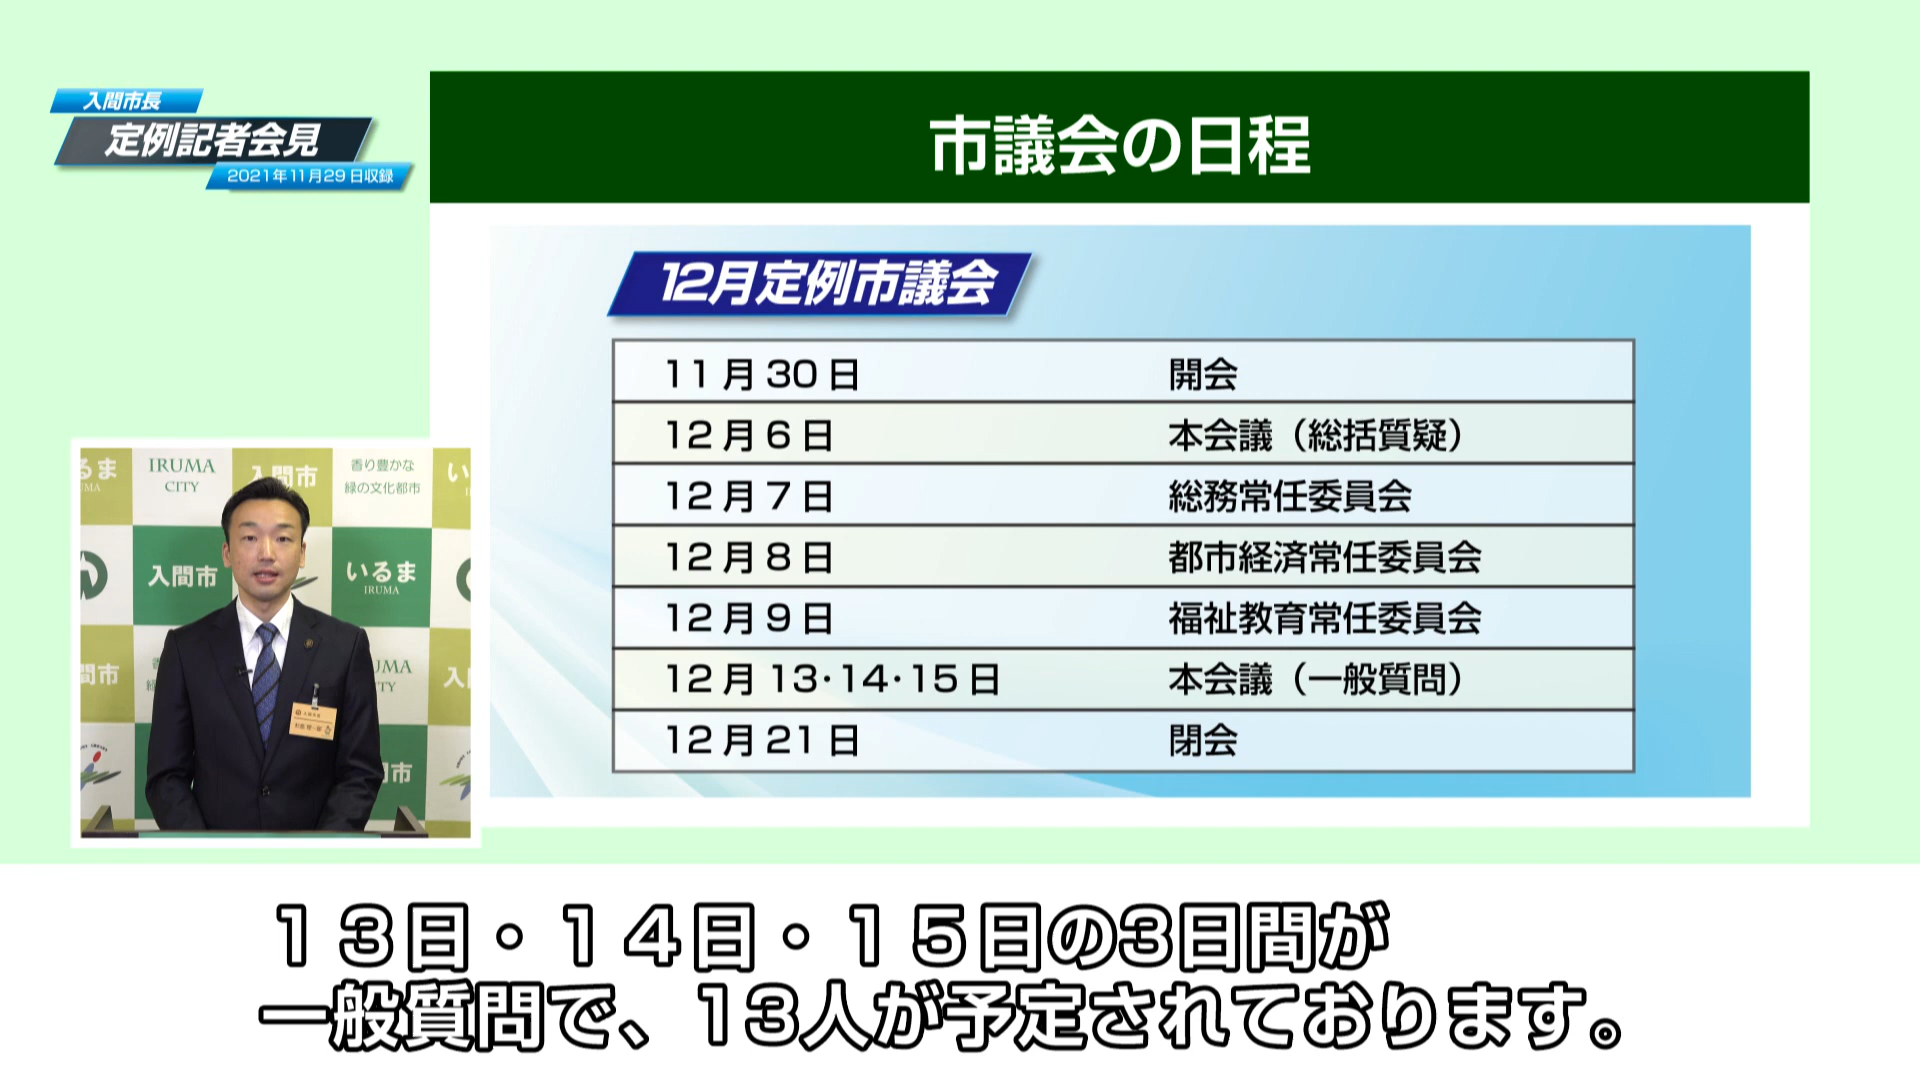 入間市長
定例記者会見
2021年11月29日収録
市議会の日程
12月定例市議会
11月30日 開会
12月6日 本会議（総括質疑）
12月7日 総務常任委員会
12月8日 都市経済常任委員会
12月9日 福祉教育常任委員会
12月13・14・15日 本会議（一般質問）
12月21日 閉会
るま
IRUMA
CITY
入間市
香り豊かな
緑の文化都市
い
入間市
いるま
IRUMA
間市
UMA
TY
入
市
１３日・１４日・１５日の3日間が
一般質問で、13人が予定されております。